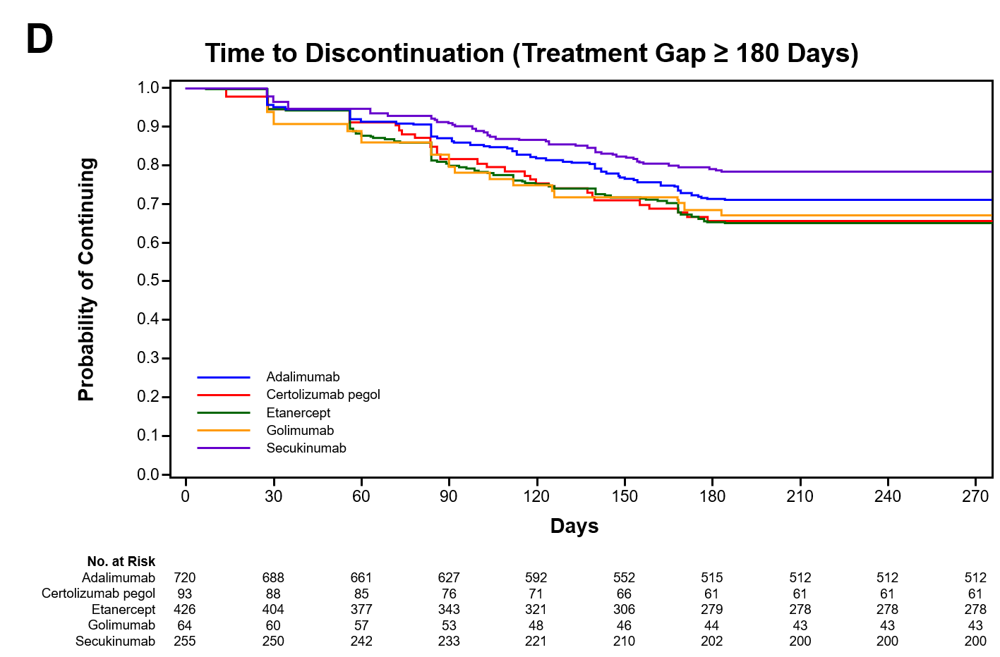 D
Time to Discontinuation (Treatment Gap ≥ 180 Days)
Probability of Continuing
1.0
0.9
0.8
0.7
0.6
0.5
0.4
0.3
0.2
0.1
0.0
Adalimumab
Certolizumab pegol
Etanercept
Golimumab
Secukinumab
0 30 60 90 120 150 180 210 240 270
Days
No. at Risk
Adalimumab 720 688 661 627 592 552 515 512 512 512
Certolizumab pegol 93 88 85 76 71 66 61 61 61 61
Etanercept 426 404 377 343 321 306 279 278 278 278
Golimumab 64 60 57 53 48 46 44 43 43 43
Secukinumab 255 250 242 233 221 210 202 200 200 200